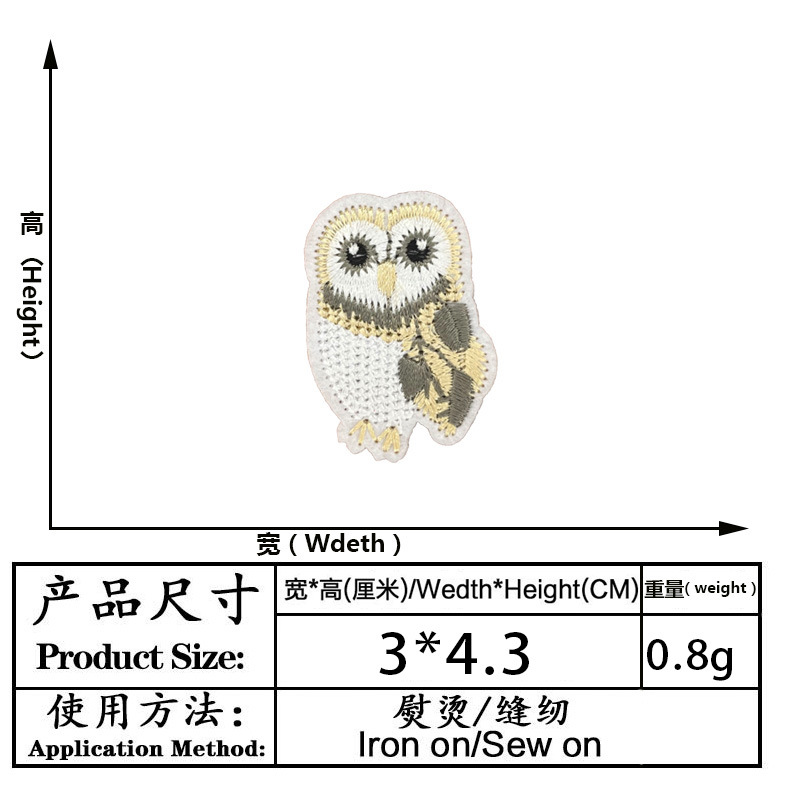 高(Height)
宽(Wdeth)
产品尺寸
Product Size:
宽*高(厘米)/Wedth*Height(CM)
重量(weight)
3*4.3
0.8g
使用方法:
Application Method:
熨烫/缝纫
Iron on/Sew on